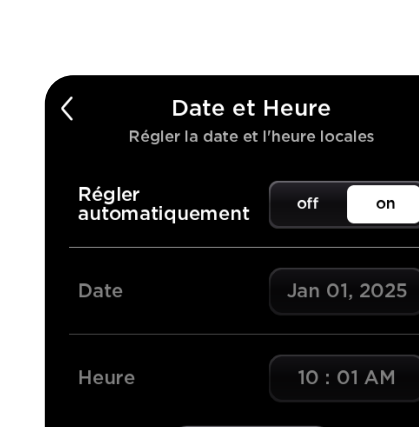 Date et Heure
Régler la date et l'heure locales
Régler
automatiquement
off on
Date Jan 01, 2025
Heure 10 : 01 AM